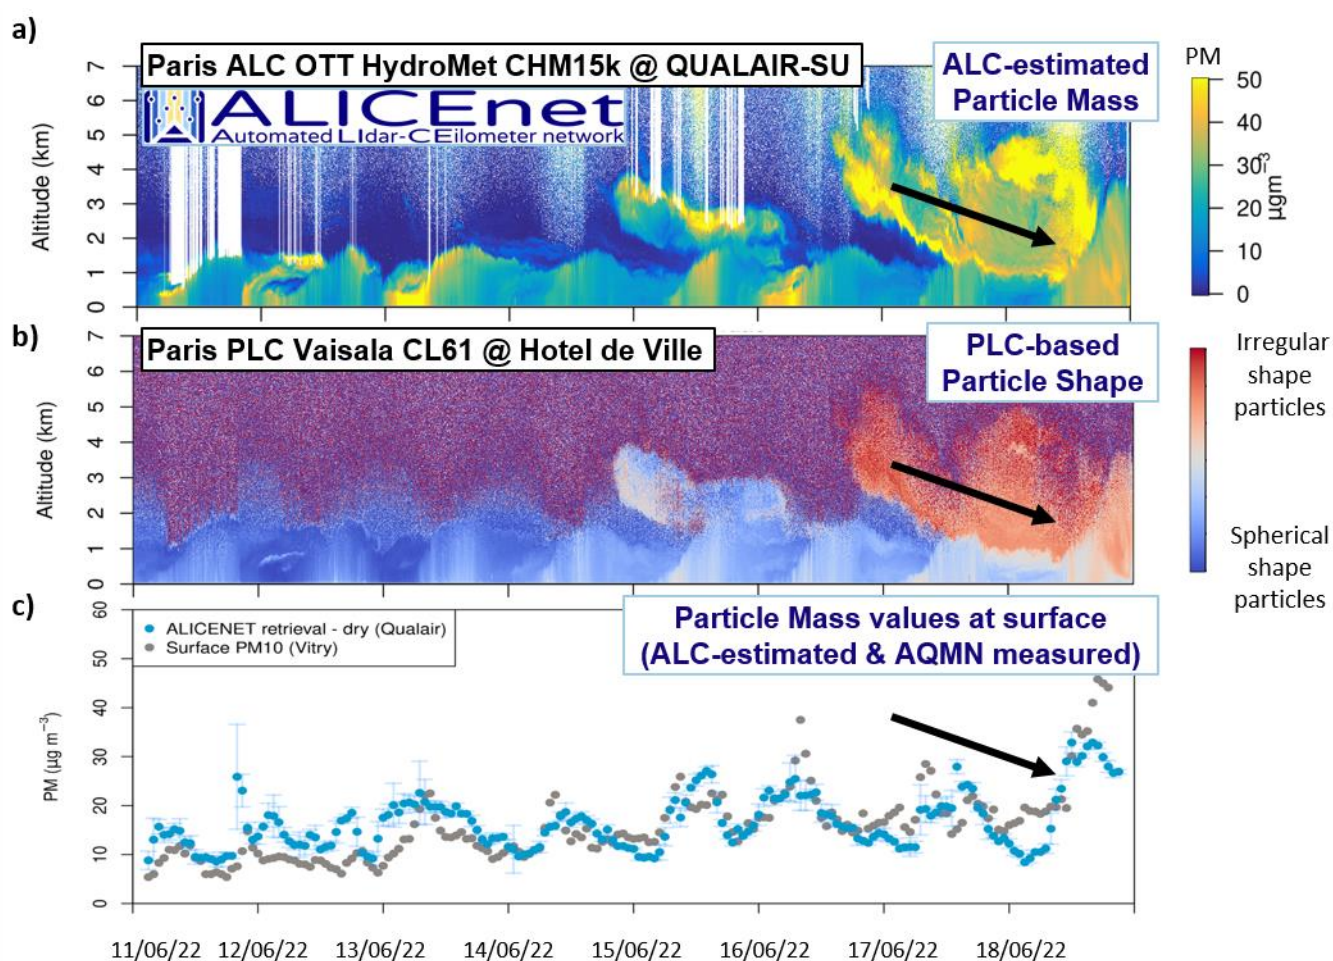 a)
Paris ALC OTT HydroMet CHM15k @ QUALAIR-SU
ALICEnet
Automated LIdar-CEilometer network
ALC-estimated
Particle Mass
PM
50
40
30
20
10
0
µgm⁻³
Altitude (km)
7
6
5
4
3
2
1
0
b)
Paris PLC Vaisala CL61 @ Hotel de Ville
PLC-based
Particle Shape
Irregular
shape
particles
Spherical
shape
particles
Altitude (km)
7
6
5
4
3
2
1
0
c)
ALICENET retrieval - dry (Qualair)
Surface PM10 (Vitry)
Particle Mass values at surface
(ALC-estimated & AQMN measured)
PM (µg m⁻³)
60
50
40
30
20
10
0
11/06/22 12/06/22 13/06/22 14/06/22 15/06/22 16/06/22 17/06/22 18/06/22